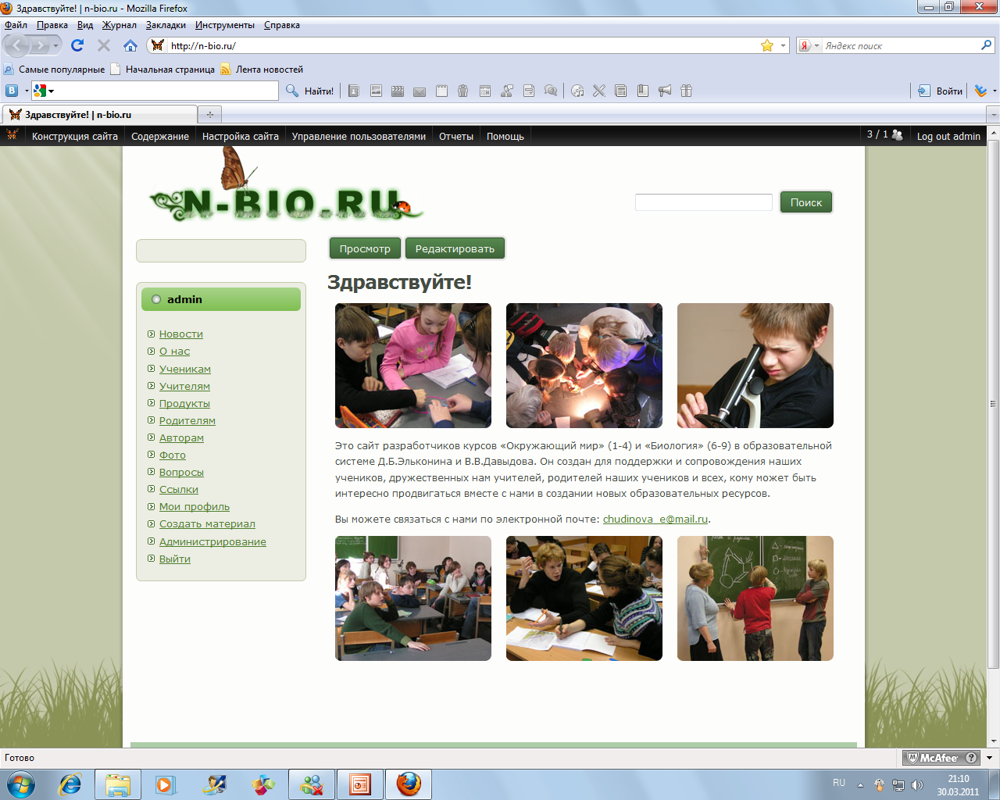 Здравствуйте! | n-bio.ru - Mozilla Firefox
Файл Правка Вид Журнал Закладки Инструменты Справка
http://n-bio.ru/
Яндекс поиск
Самые популярные Начальная страница Лента новостей
Найти! Войти
Здравствуйте! | n-bio.ru
Конструкция сайта Содержание Настройка сайта Управление пользователями Отчеты Помощь 3 / 1 Log out admin
N-BIO.RU
Поиск
Просмотр Редактировать
Здравствуйте!
admin
Новости
О нас
Ученикам
Учителям
Продукты
Родителям
Авторам
Фото
Вопросы
Ссылки
Мои профиль
Создать материал
Администрирование
Выйти
Это сайт разработчиков курсов «Окружающий мир» (1-4) и «Биология» (6-9) в образовательной
системе Д.Б.Эльконина и В.В.Давыдова. Он создан для поддержки и сопровождения наших
учеников, дружественных нам учителей, родителей наших учеников и всех, кому может быть
интересно продвигаться вместе с нами в создании новых образовательных ресурсов.
Вы можете связаться с нами по электронной почте: chudinova_e@mail.ru.
Готово
McAfee
RU
21:10
30.03.2011